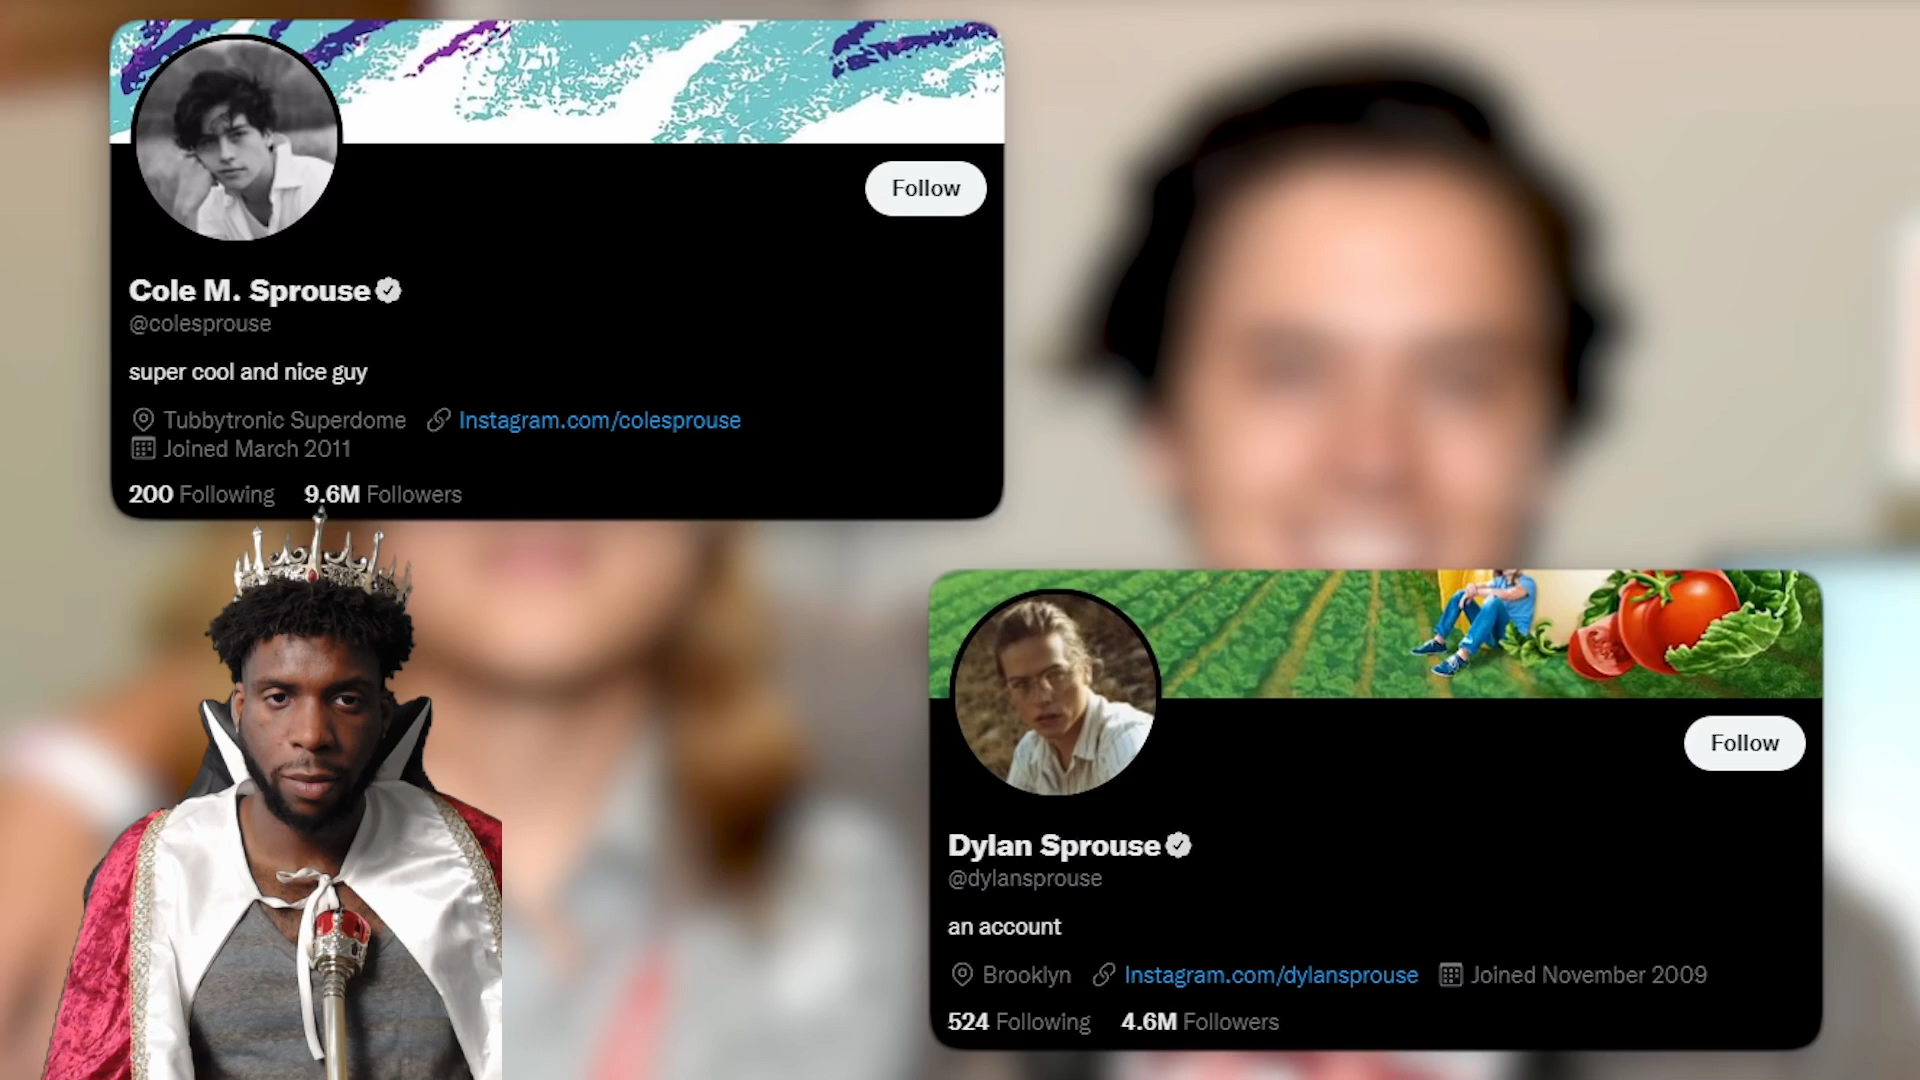 Follow
Cole M. Sprouse
@colesprouse
super cool and nice guy
Tubbytronic Superdome Instagram.com/colesprouse
Joined March 2011
200 Following 9.6M Followers
Follow
Dylan Sprouse
@dylansprouse
an account
Brooklyn Instagram.com/dylansprouse Joined November 2009
524 Following 4.6M Followers